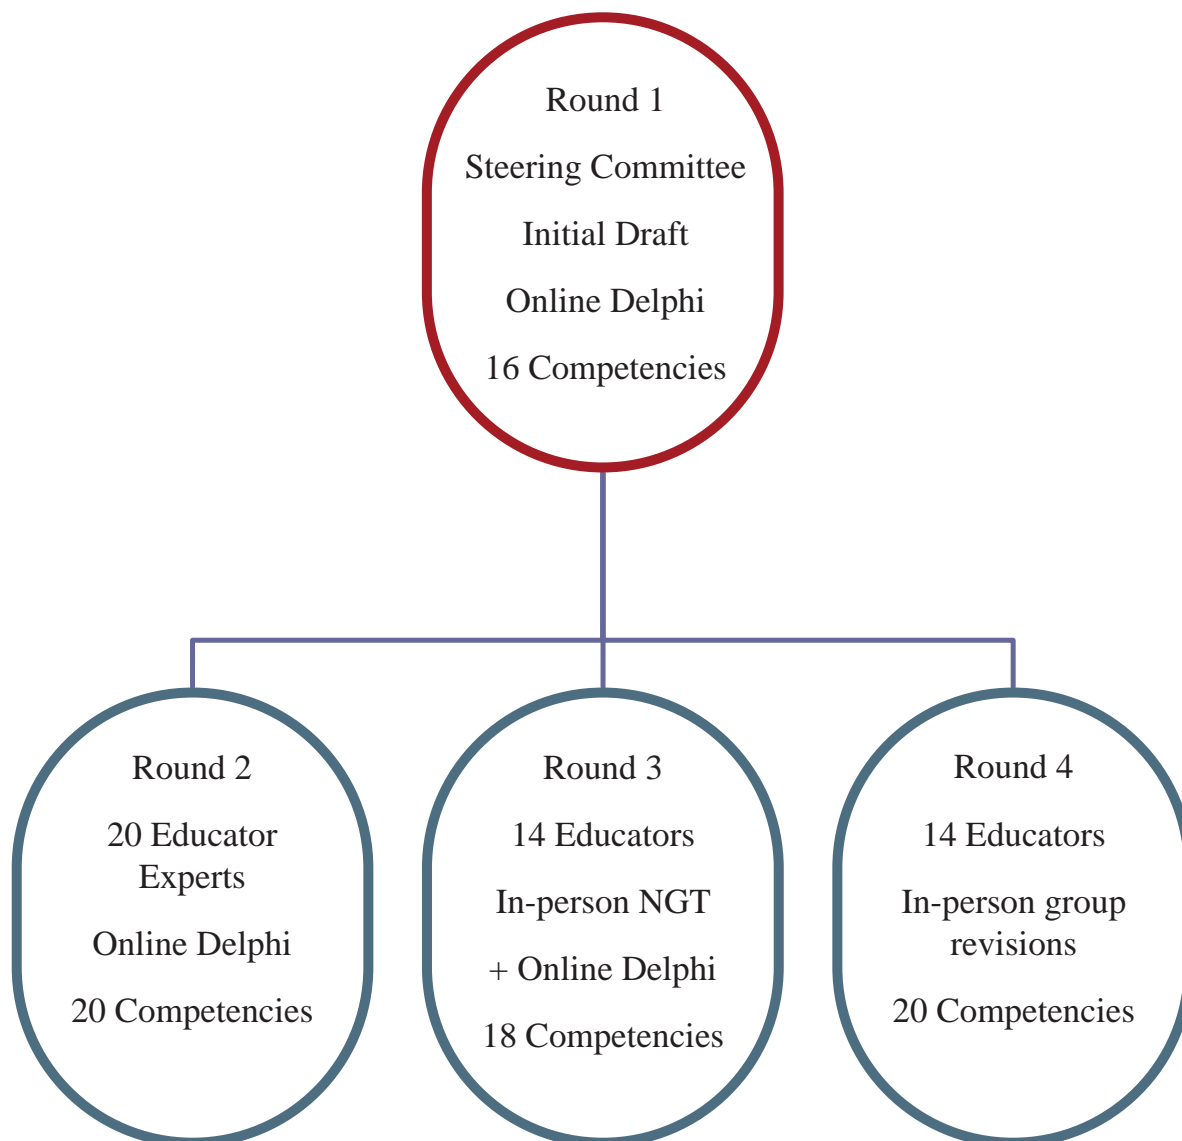 Round 1
Steering Committee
Initial Draft
Online Delphi
16 Competencies
Round 2
20 Educator
Experts
Online Delphi
20 Competencies
Round 3
14 Educators
In-person NGT
+ Online Delphi
18 Competencies
Round 4
14 Educators
In-person group
revisions
20 Competencies